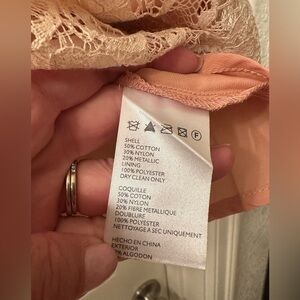 F
SHELL
50% COTTON
30% NYLON
20% METALLIC
LINING
100% POLYESTER
DRY CLEAN ONLY
COQUILLE
50% COTON
30% NYLON
20% FIBRE METALLIQUE
DOUBLURE
100% POLYESTER
NETTOYAGE A SEC UNIQUEMENT
HECHO EN CHINA
EXTERIOR
ALGODON